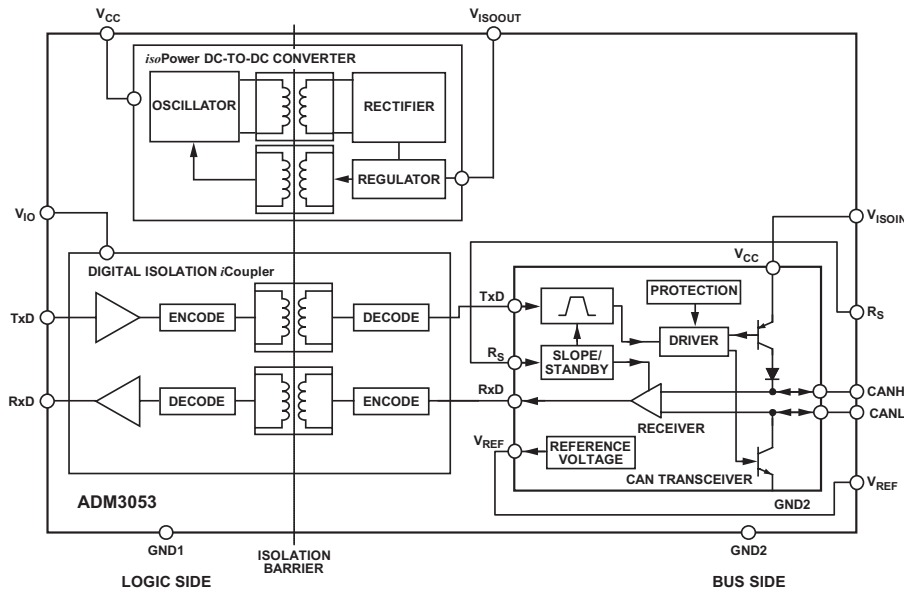 VCC
VISOOUT
isoPower DC-TO-DC CONVERTER
OSCILLATOR
RECTIFIER
REGULATOR
VIO
VISOIN
DIGITAL ISOLATION iCoupler
VCC
TxD
ENCODE
DECODE
TxD
PROTECTION
DRIVER
RS
RS
SLOPE/
STANDBY
RxD
DECODE
ENCODE
RxD
RECEIVER
CANH
CANL
VREF
REFERENCE
VOLTAGE
CAN TRANSCEIVER
VREF
GND2
ADM3053
GND1
ISOLATION
BARRIER
GND2
LOGIC SIDE
BUS SIDE